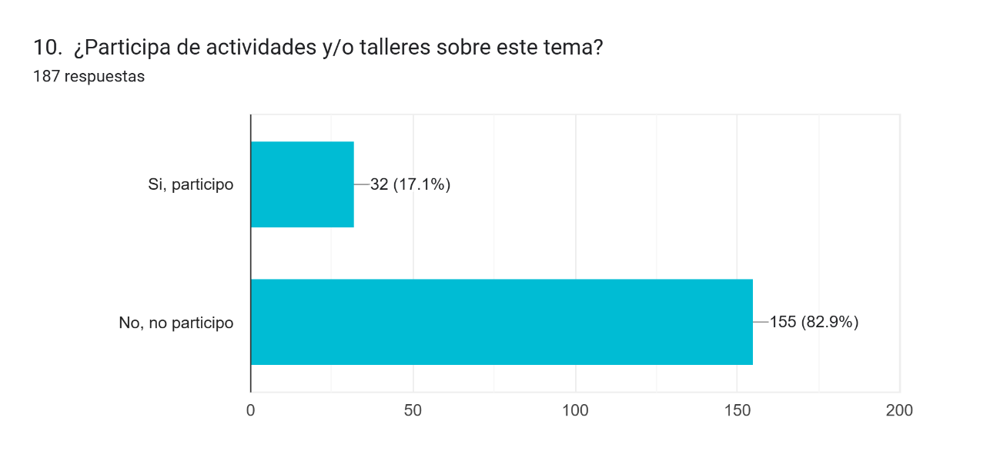 10. ¿Participa de actividades y/o talleres sobre este tema?
187 respuestas
Si, participo
32 (17.1%)
No, no participo
155 (82.9%)
0
50
100
150
200